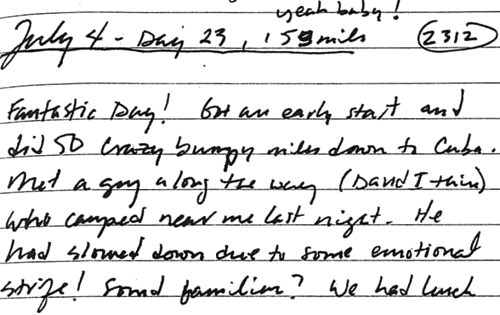 yeah baby!
July 4 - Day 23, 159 miles (2312)
Fantastic Day! Got an early start and
did 50 crazy bumpy miles down to Cuba.
Met a guy along the way (David I think)
who camped near me last night. He
had slowed down due to some emotional
strife! Sound familiar? We had lunch